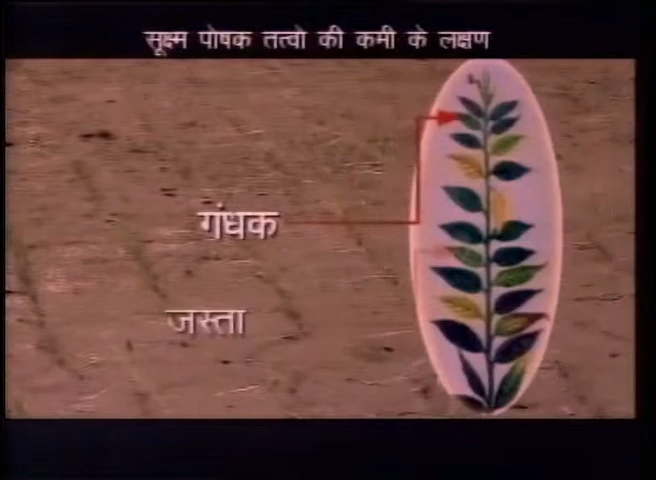 सूक्ष्म पोषक तत्वो की कमी के लक्षण
गंधक
जस्ता